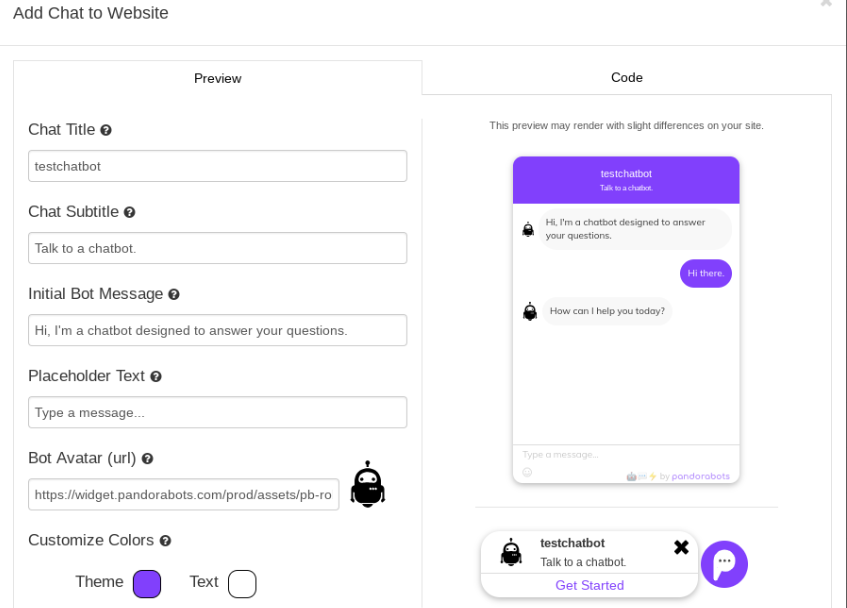 Add Chat to Website
Preview
Code
Chat Title
testchatbot
Chat Subtitle
Talk to a chatbot.
Initial Bot Message
Hi, I'm a chatbot designed to answer your questions.
Placeholder Text
Type a message...
Bot Avatar (url)
https://widget.pandorabots.com/prod/assets/pb-ro
Customize Colors
Theme
Text
This preview may render with slight differences on your site.
testchatbot
Talk to a chatbot.
Hi, I'm a chatbot designed to answer
your questions.
Hi there.
How can I help you today?
Type a message...
by pandorabots
testchatbot
Talk to a chatbot.
Get Started